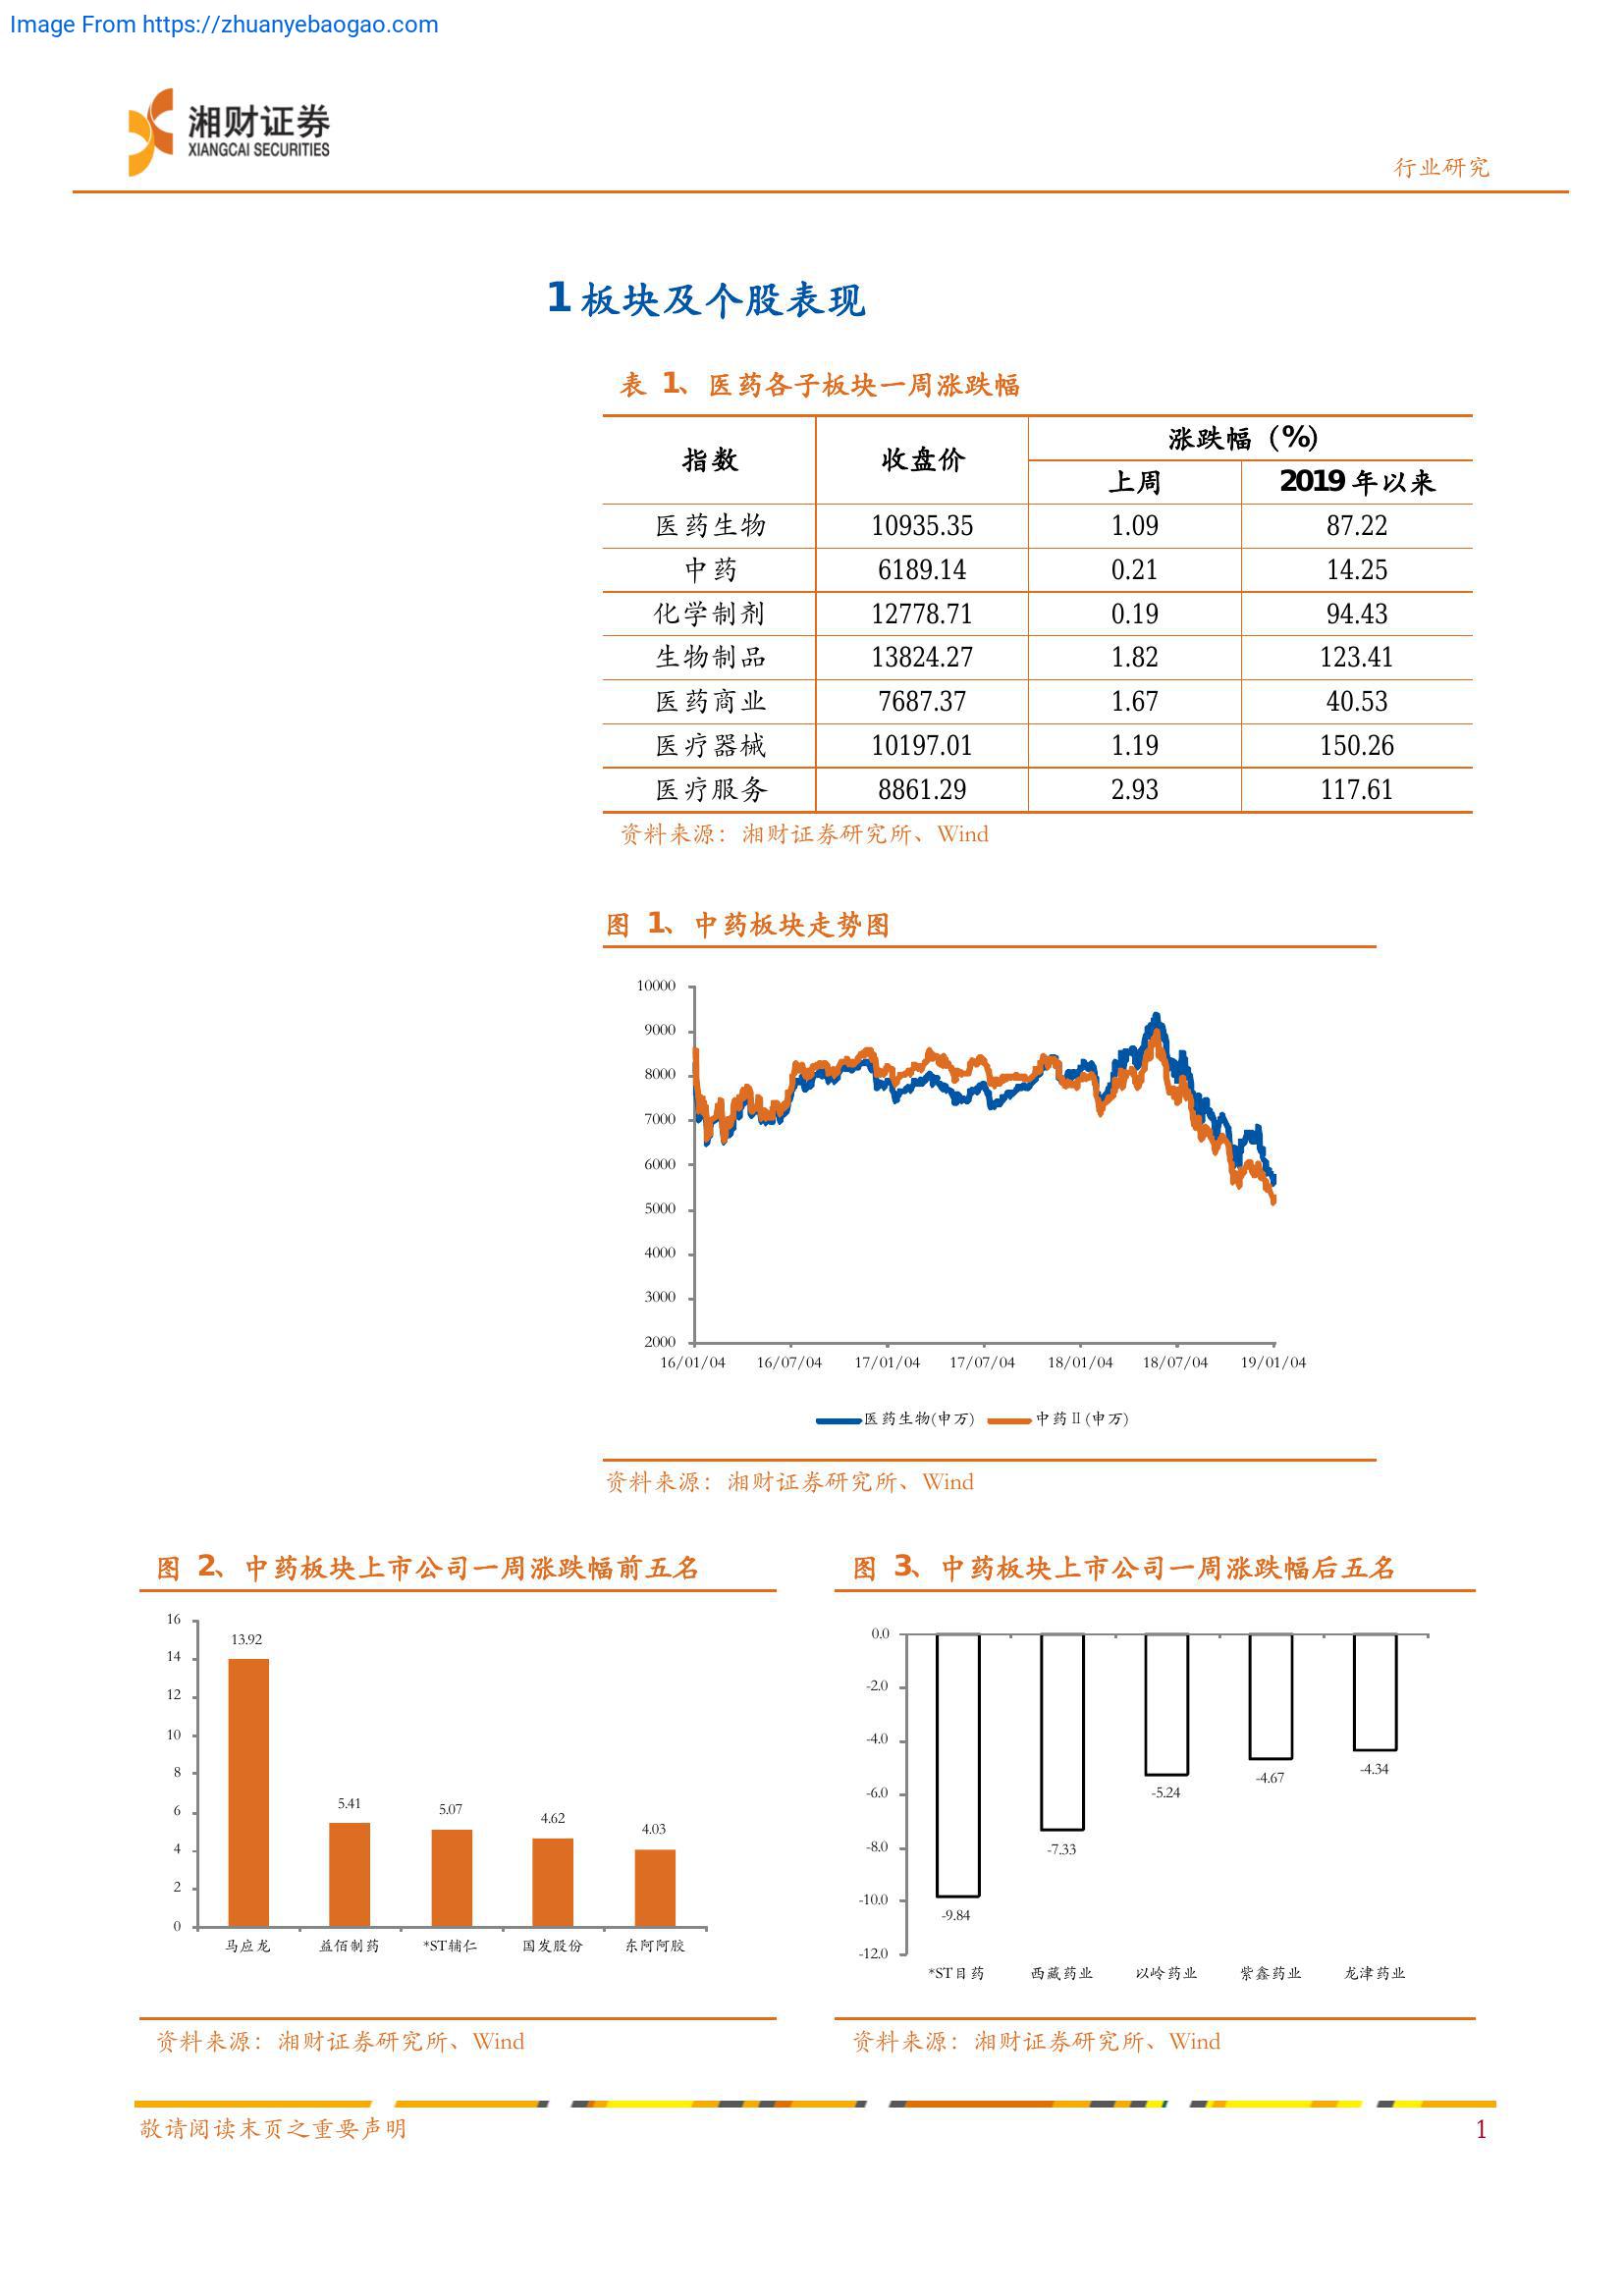 Image From https://zhuanyebaogao.com
湘财证券
XIANGCAI SECURITIES
行业研究
1 板块及个股表现
表 1、医药各子板块一周涨跌幅
指数 收盘价 涨跌幅（%）
上周 2019 年以来
医药生物 10935.35 1.09 87.22
中药 6189.14 0.21 14.25
化学制剂 12778.71 0.19 94.43
生物制品 13824.27 1.82 123.41
医药商业 7687.37 1.67 40.53
医疗器械 10197.01 1.19 150.26
医疗服务 8861.29 2.93 117.61
资料来源：湘财证券研究所、Wind
图 1、中药板块走势图
10000
9000
8000
7000
6000
5000
4000
3000
2000
16/01/04 16/07/04 17/01/04 17/07/04 18/01/04 18/07/04 19/01/04
医药生物(申万) 中药Ⅱ(申万)
资料来源：湘财证券研究所、Wind
图 2、中药板块上市公司一周涨跌幅前五名
16
14
12
10
8
6
4
2
0
13.92
5.41
5.07
4.62
4.03
马应龙 益佰制药 *ST辅仁 国发股份 东阿阿胶
资料来源：湘财证券研究所、Wind
图 3、中药板块上市公司一周涨跌幅后五名
0.0
-2.0
-4.0
-6.0
-8.0
-10.0
-12.0
-9.84
-7.33
-5.24
-4.67
-4.34
*ST目药 西藏药业 以岭药业 紫鑫药业 龙津药业
资料来源：湘财证券研究所、Wind
敬请阅读末页之重要声明
1